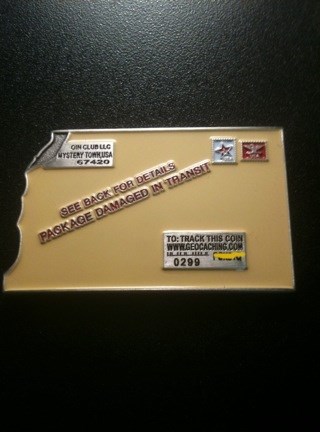 GIN CLUB LLC
MYSTERY TOWN,USA
67420
SEE BACK FOR DETAILS
PACKAGE DAMAGED IN TRANSIT
TO: TRACK THIS COIN
WWW.GEOCACHING.COM
0299